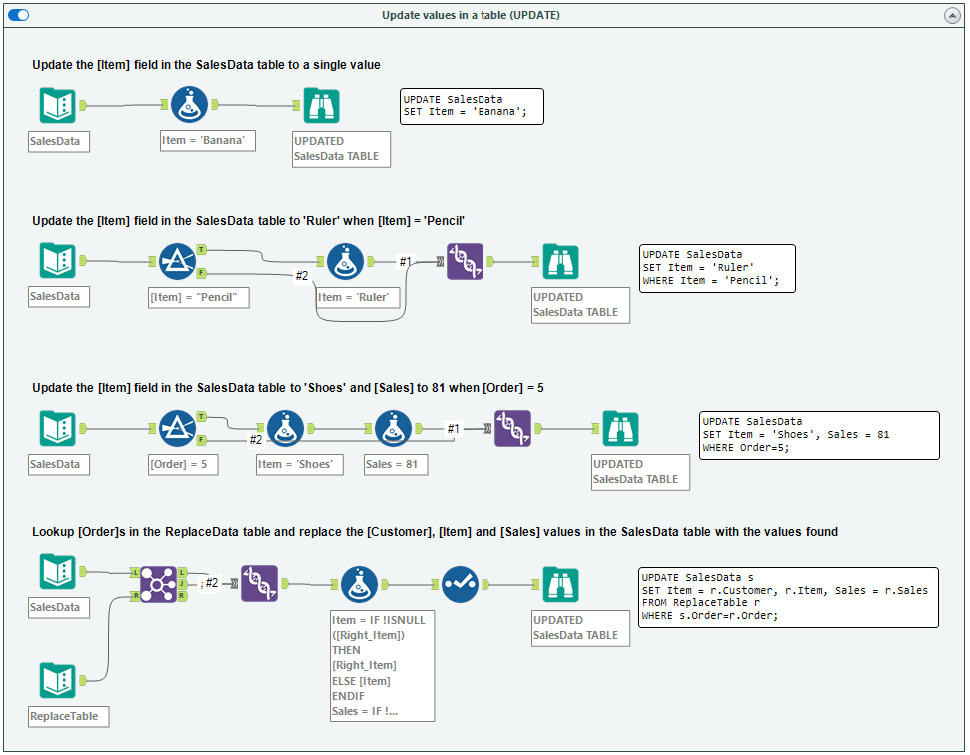 Update values in a table (UPDATE)
Update the [Item] field in the SalesData table to a single value
SalesData
Item = 'Banana'
UPDATED
SalesData TABLE
UPDATE SalesData
SET Item = 'Banana';
Update the [Item] field in the SalesData table to 'Ruler' when [Item] = 'Pencil'
T
F
#1
#2
SalesData
[Item] = "Pencil"
Item = 'Ruler'
UPDATED
SalesData TABLE
UPDATE SalesData
SET Item = 'Ruler'
WHERE Item = 'Pencil';
Update the [Item] field in the SalesData table to 'Shoes' and [Sales] to 81 when [Order] = 5
T
F
#2
#1
SalesData
[Order] = 5
Item = 'Shoes'
Sales = 81
UPDATED
SalesData TABLE
UPDATE SalesData
SET Item = 'Shoes', Sales = 81
WHERE Order=5;
Lookup [Order]s in the ReplaceData table and replace the [Customer], [Item] and [Sales] values in the SalesData table with the values found
L
R
L
J
R
#2
SalesData
ReplaceTable
Item = IF !ISNULL
([Right_Item])
THEN
[Right_Item]
ELSE [Item]
ENDIF
Sales = IF !...
UPDATED
SalesData TABLE
UPDATE SalesData s
SET Item = r.Customer, r.Item, Sales = r.Sales
FROM ReplaceTable r
WHERE s.Order=r.Order;